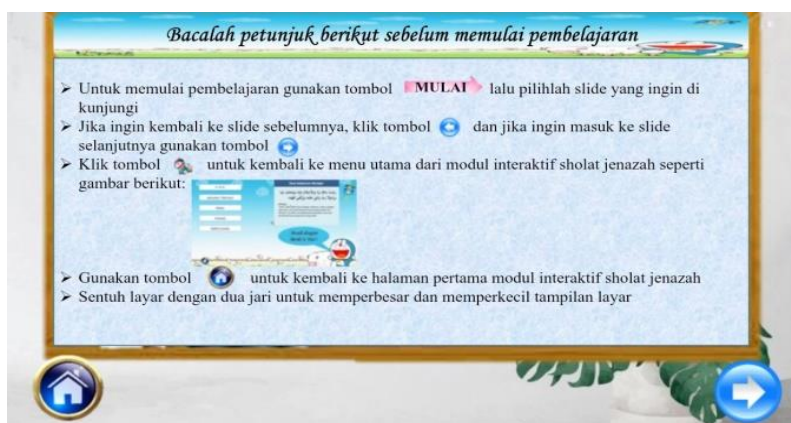 Bacalah petunjuk berikut sebelum memulai pembelajaran
➢ Untuk memulai pembelajaran gunakan tombol MULAI lalu pilihlah slide yang ingin di
kunjungi
➢ Jika ingin kembali ke slide sebelumnya, klik tombol dan jika ingin masuk ke slide
selanjutnya gunakan tombol
➢ Klik tombol untuk kembali ke menu utama dari modul interaktif sholat jenazah seperti
gambar berikut:
➢ Gunakan tombol untuk kembali ke halaman pertama modul interaktif sholat jenazah
➢ Sentuh layar dengan dua jari untuk memperbesar dan memperkecil tampilan layar